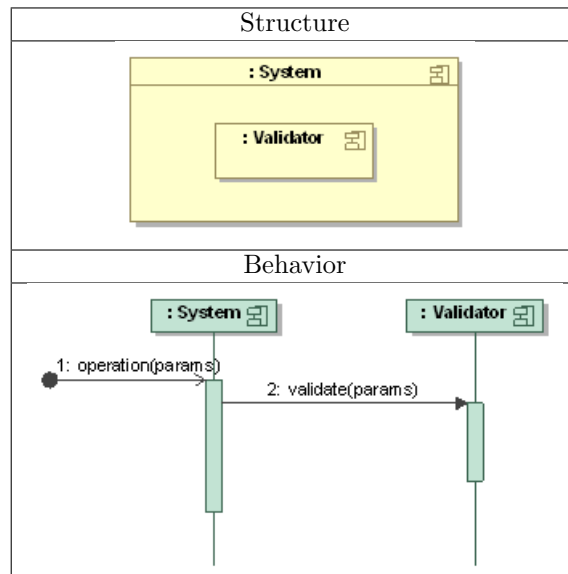 Structure
: System
: Validator
Behavior
: System
: Validator
1: operation(params)
2: validate(params)